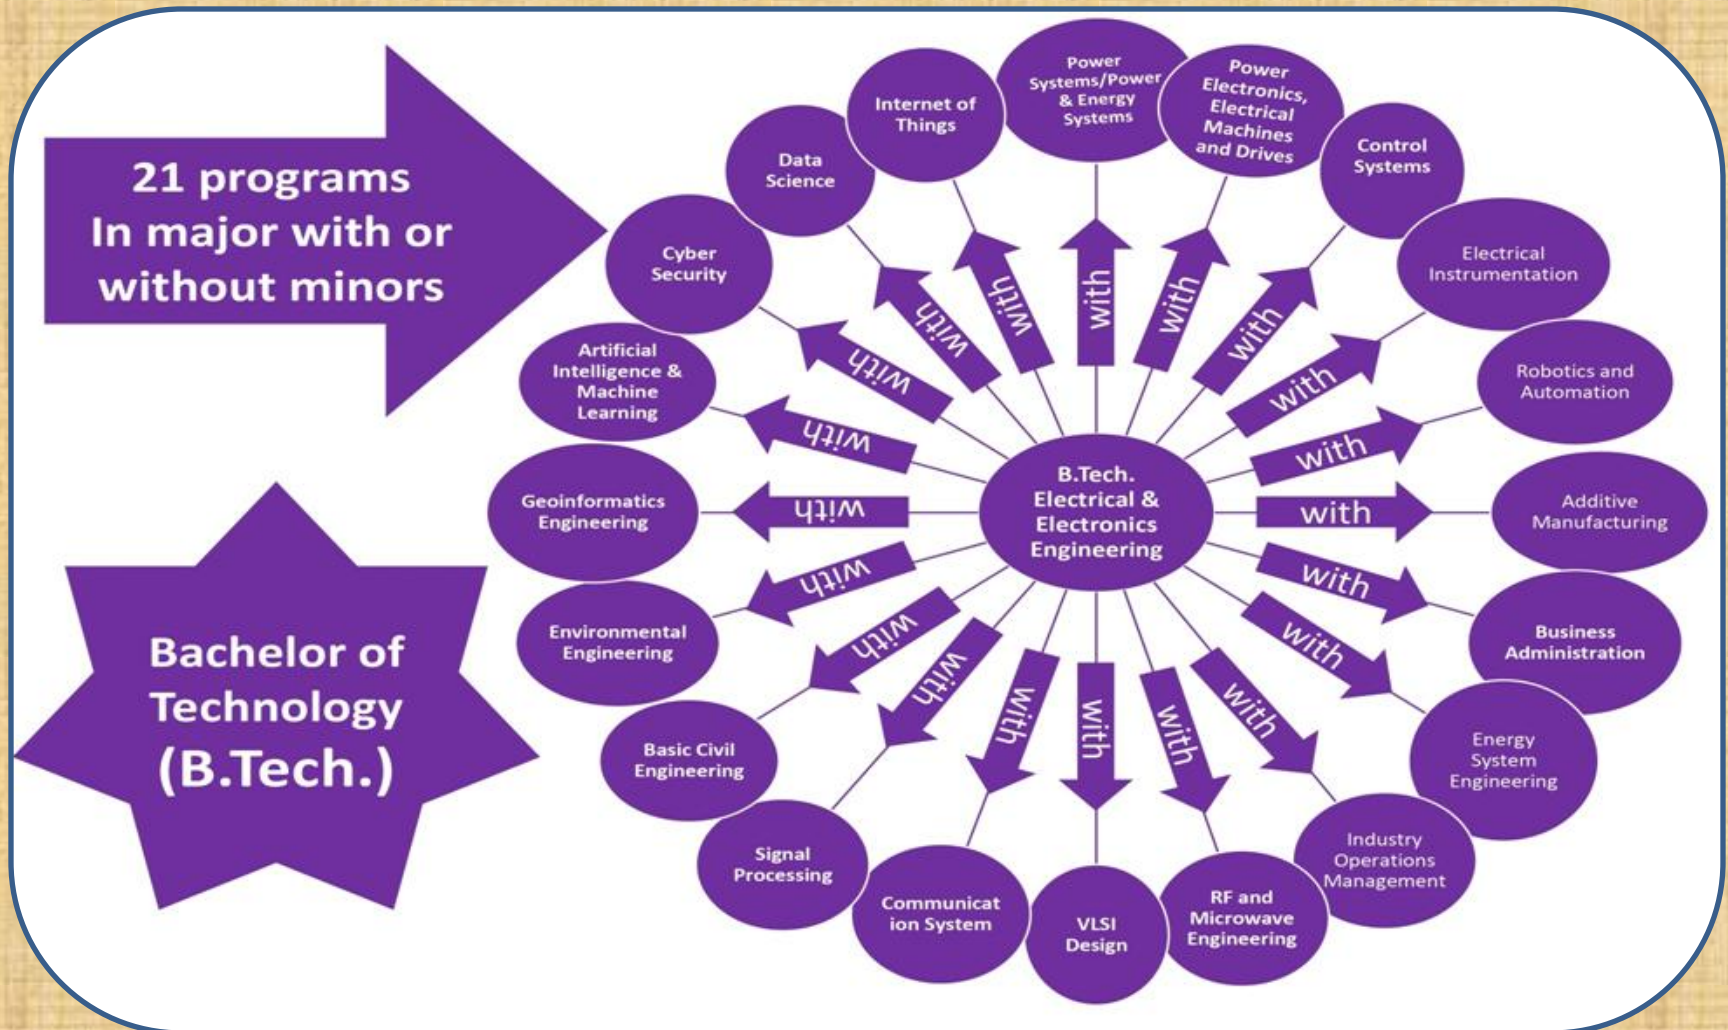 21 programs
In major with or
without minors
Bachelor of
Technology
(B.Tech.)
B.Tech.
Electrical &
Electronics
Engineering
with
Power
Systems/Power
& Energy
Systems
with
Power
Electronics,
Electrical
Machines
and Drives
with
Control
Systems
with
Electrical
Instrumentation
with
Robotics and
Automation
with
Additive
Manufacturing
with
Business
Administration
with
Energy
System
Engineering
with
Industry
Operations
Management
with
RF and
Microwave
Engineering
with
VLSI
Design
with
Communicat
ion System
with
Signal
Processing
with
Basic Civil
Engineering
with
Environmental
Engineering
with
Geoinformatics
Engineering
with
Artificial
Intelligence &
Machine
Learning
with
Cyber
Security
with
Data
Science
with
Internet of
Things